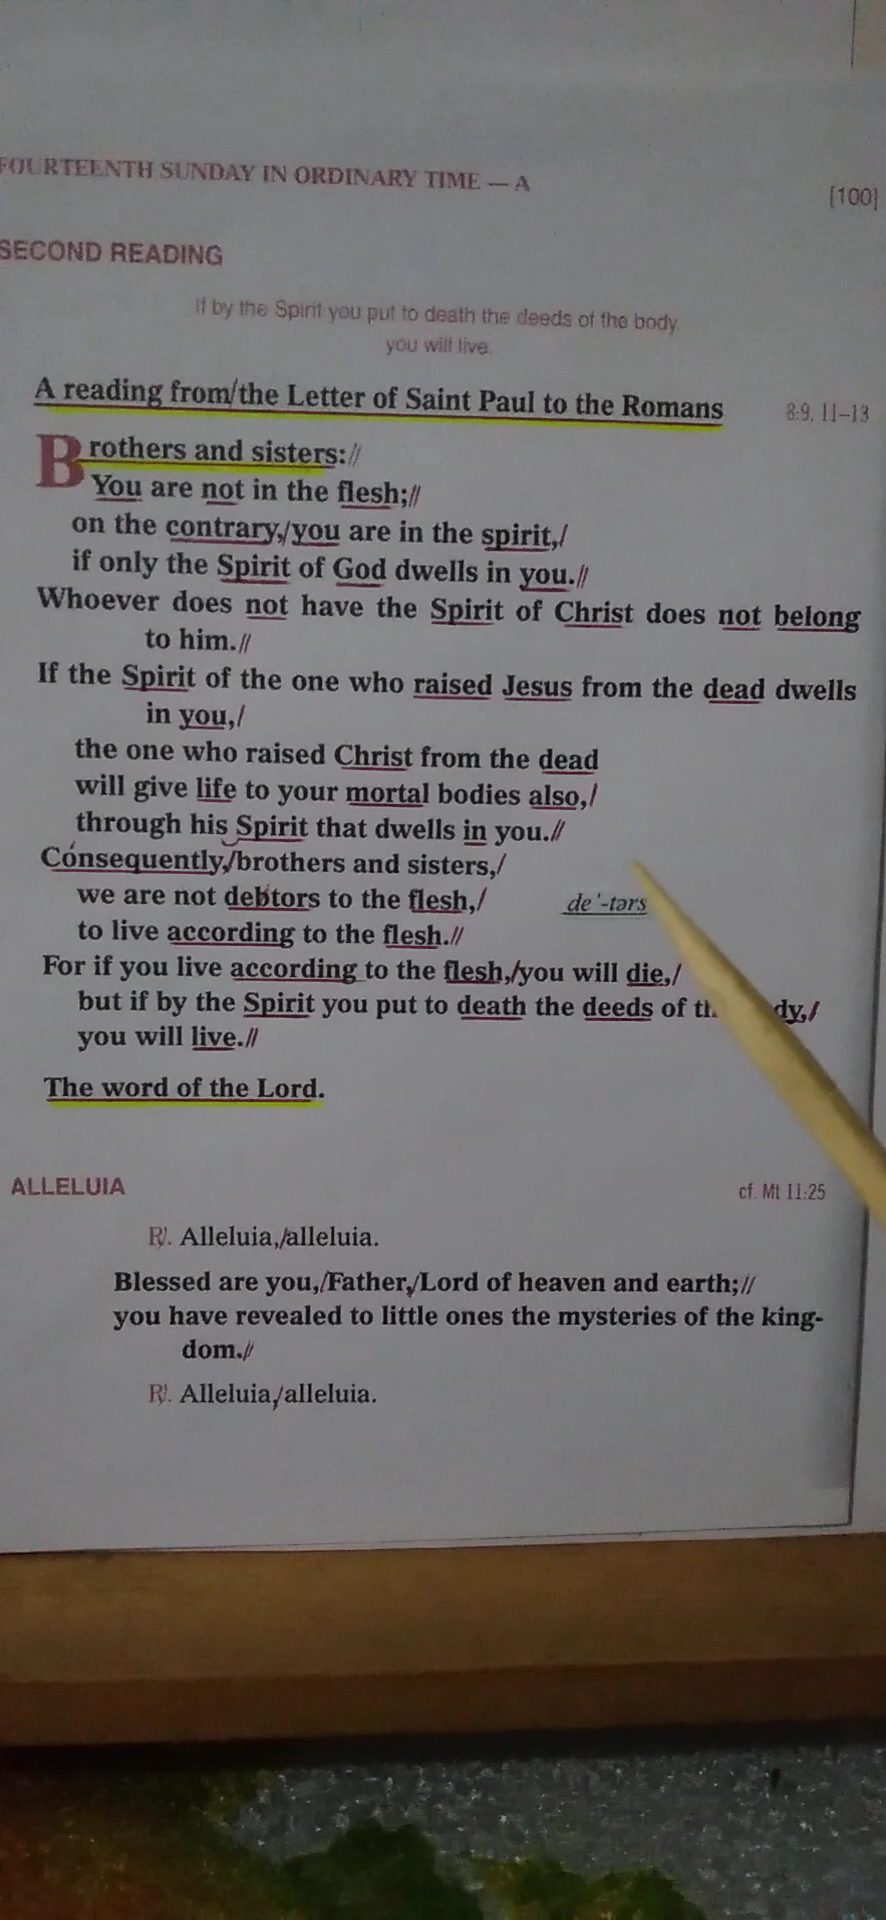 FOURTEENTH SUNDAY IN ORDINARY TIME — A
[100]
SECOND READING
If by the Spirit you put to death the deeds of the body,
you will live.
A reading from/the Letter of Saint Paul to the Romans 8:9, 11–13
Brothers and sisters://
You are not in the flesh;//
on the contrary,/you are in the spirit,/
if only the Spirit of God dwells in you.//
Whoever does not have the Spirit of Christ does not belong
to him.//
If the Spirit of the one who raised Jesus from the dead dwells
in you,/
the one who raised Christ from the dead
will give life to your mortal bodies also,/
through his Spirit that dwells in you.//
Consequently,/brothers and sisters,/
we are not debtors to the flesh,/ de'-tərs
to live according to the flesh.//
For if you live according to the flesh,/you will die,/
but if by the Spirit you put to death the deeds of
you will live.//
The word of the Lord.
ALLELUIA cf. Mt 11:25
R/. Alleluia,/alleluia.
Blessed are you,/Father,/Lord of heaven and earth;//
you have revealed to little ones the mysteries of the king-
dom.//
R/. Alleluia,/alleluia.